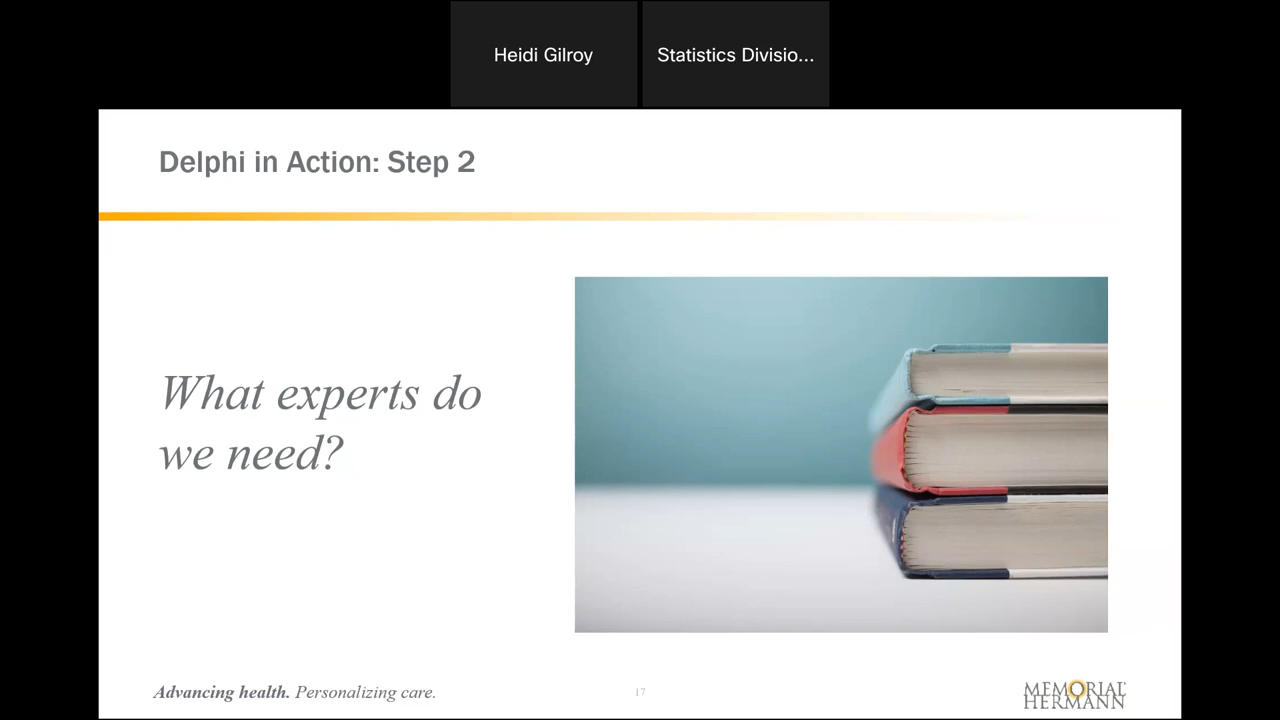 Heidi Gilroy
Statistics Divisio...
Delphi in Action: Step 2
What experts do
we need?
Advancing health. Personalizing care.
17
MEMORIAL
HERMANN